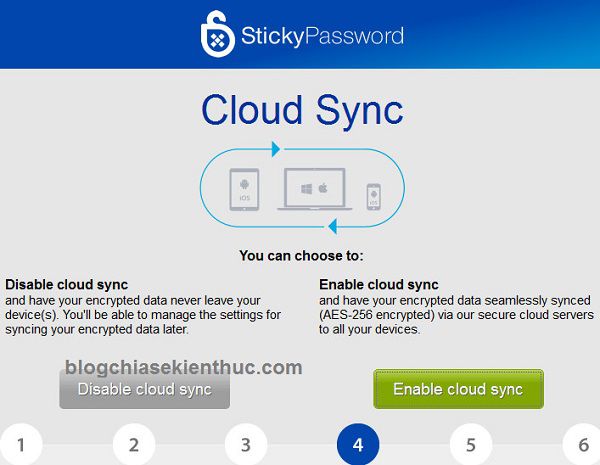 StickyPassword
Cloud Sync
iOS
iOS
You can choose to:
Disable cloud sync
and have your encrypted data never leave your
device(s). You'll be able to manage the settings for
syncing your encrypted data later.
Enable cloud sync
and have your encrypted data seamlessly synced
(AES-256 encrypted) via our secure cloud servers
to all your devices.
blogchiasekienthuc.com
Disable cloud sync
Enable cloud sync
1 2 3 4 5 6